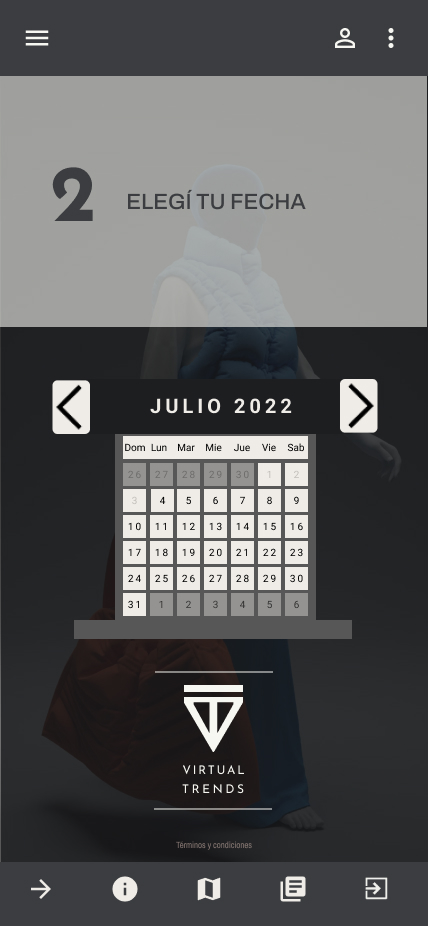 2 ELEGÍ TU FECHA
JULIO 2022
Dom Lun Mar Mie Jue Vie Sab
26 27 28 29 30 1 2
3 4 5 6 7 8 9
10 11 12 13 14 15 16
17 18 19 20 21 22 23
24 25 26 27 28 29 30
31 1 2 3 4 5 6
VIRTUAL
TRENDS
Términos y condiciones